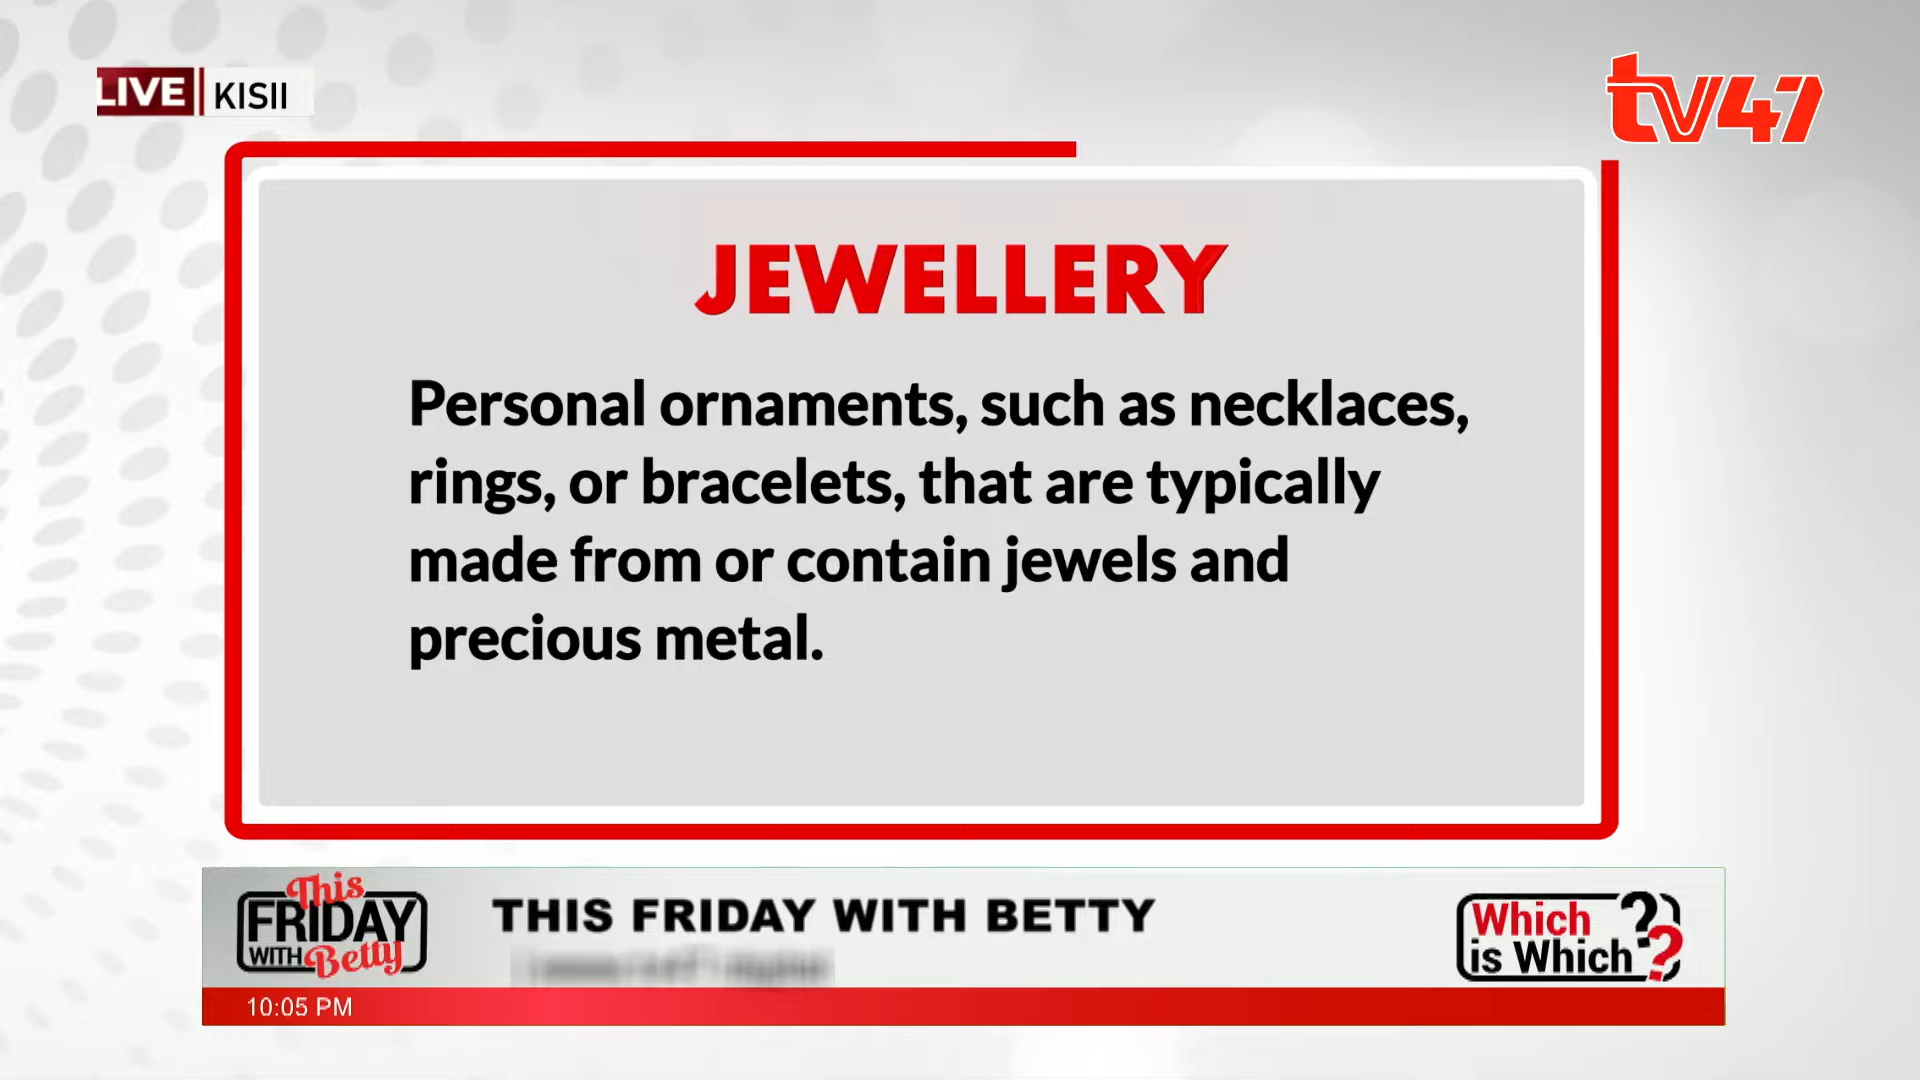 LIVE KISII
tv47
JEWELLERY
Personal ornaments, such as necklaces,
rings, or bracelets, that are typically
made from or contain jewels and
precious metal.
This
FRIDAY
WITH Betty
THIS FRIDAY WITH BETTY
Which
is Which??
10:05 PM